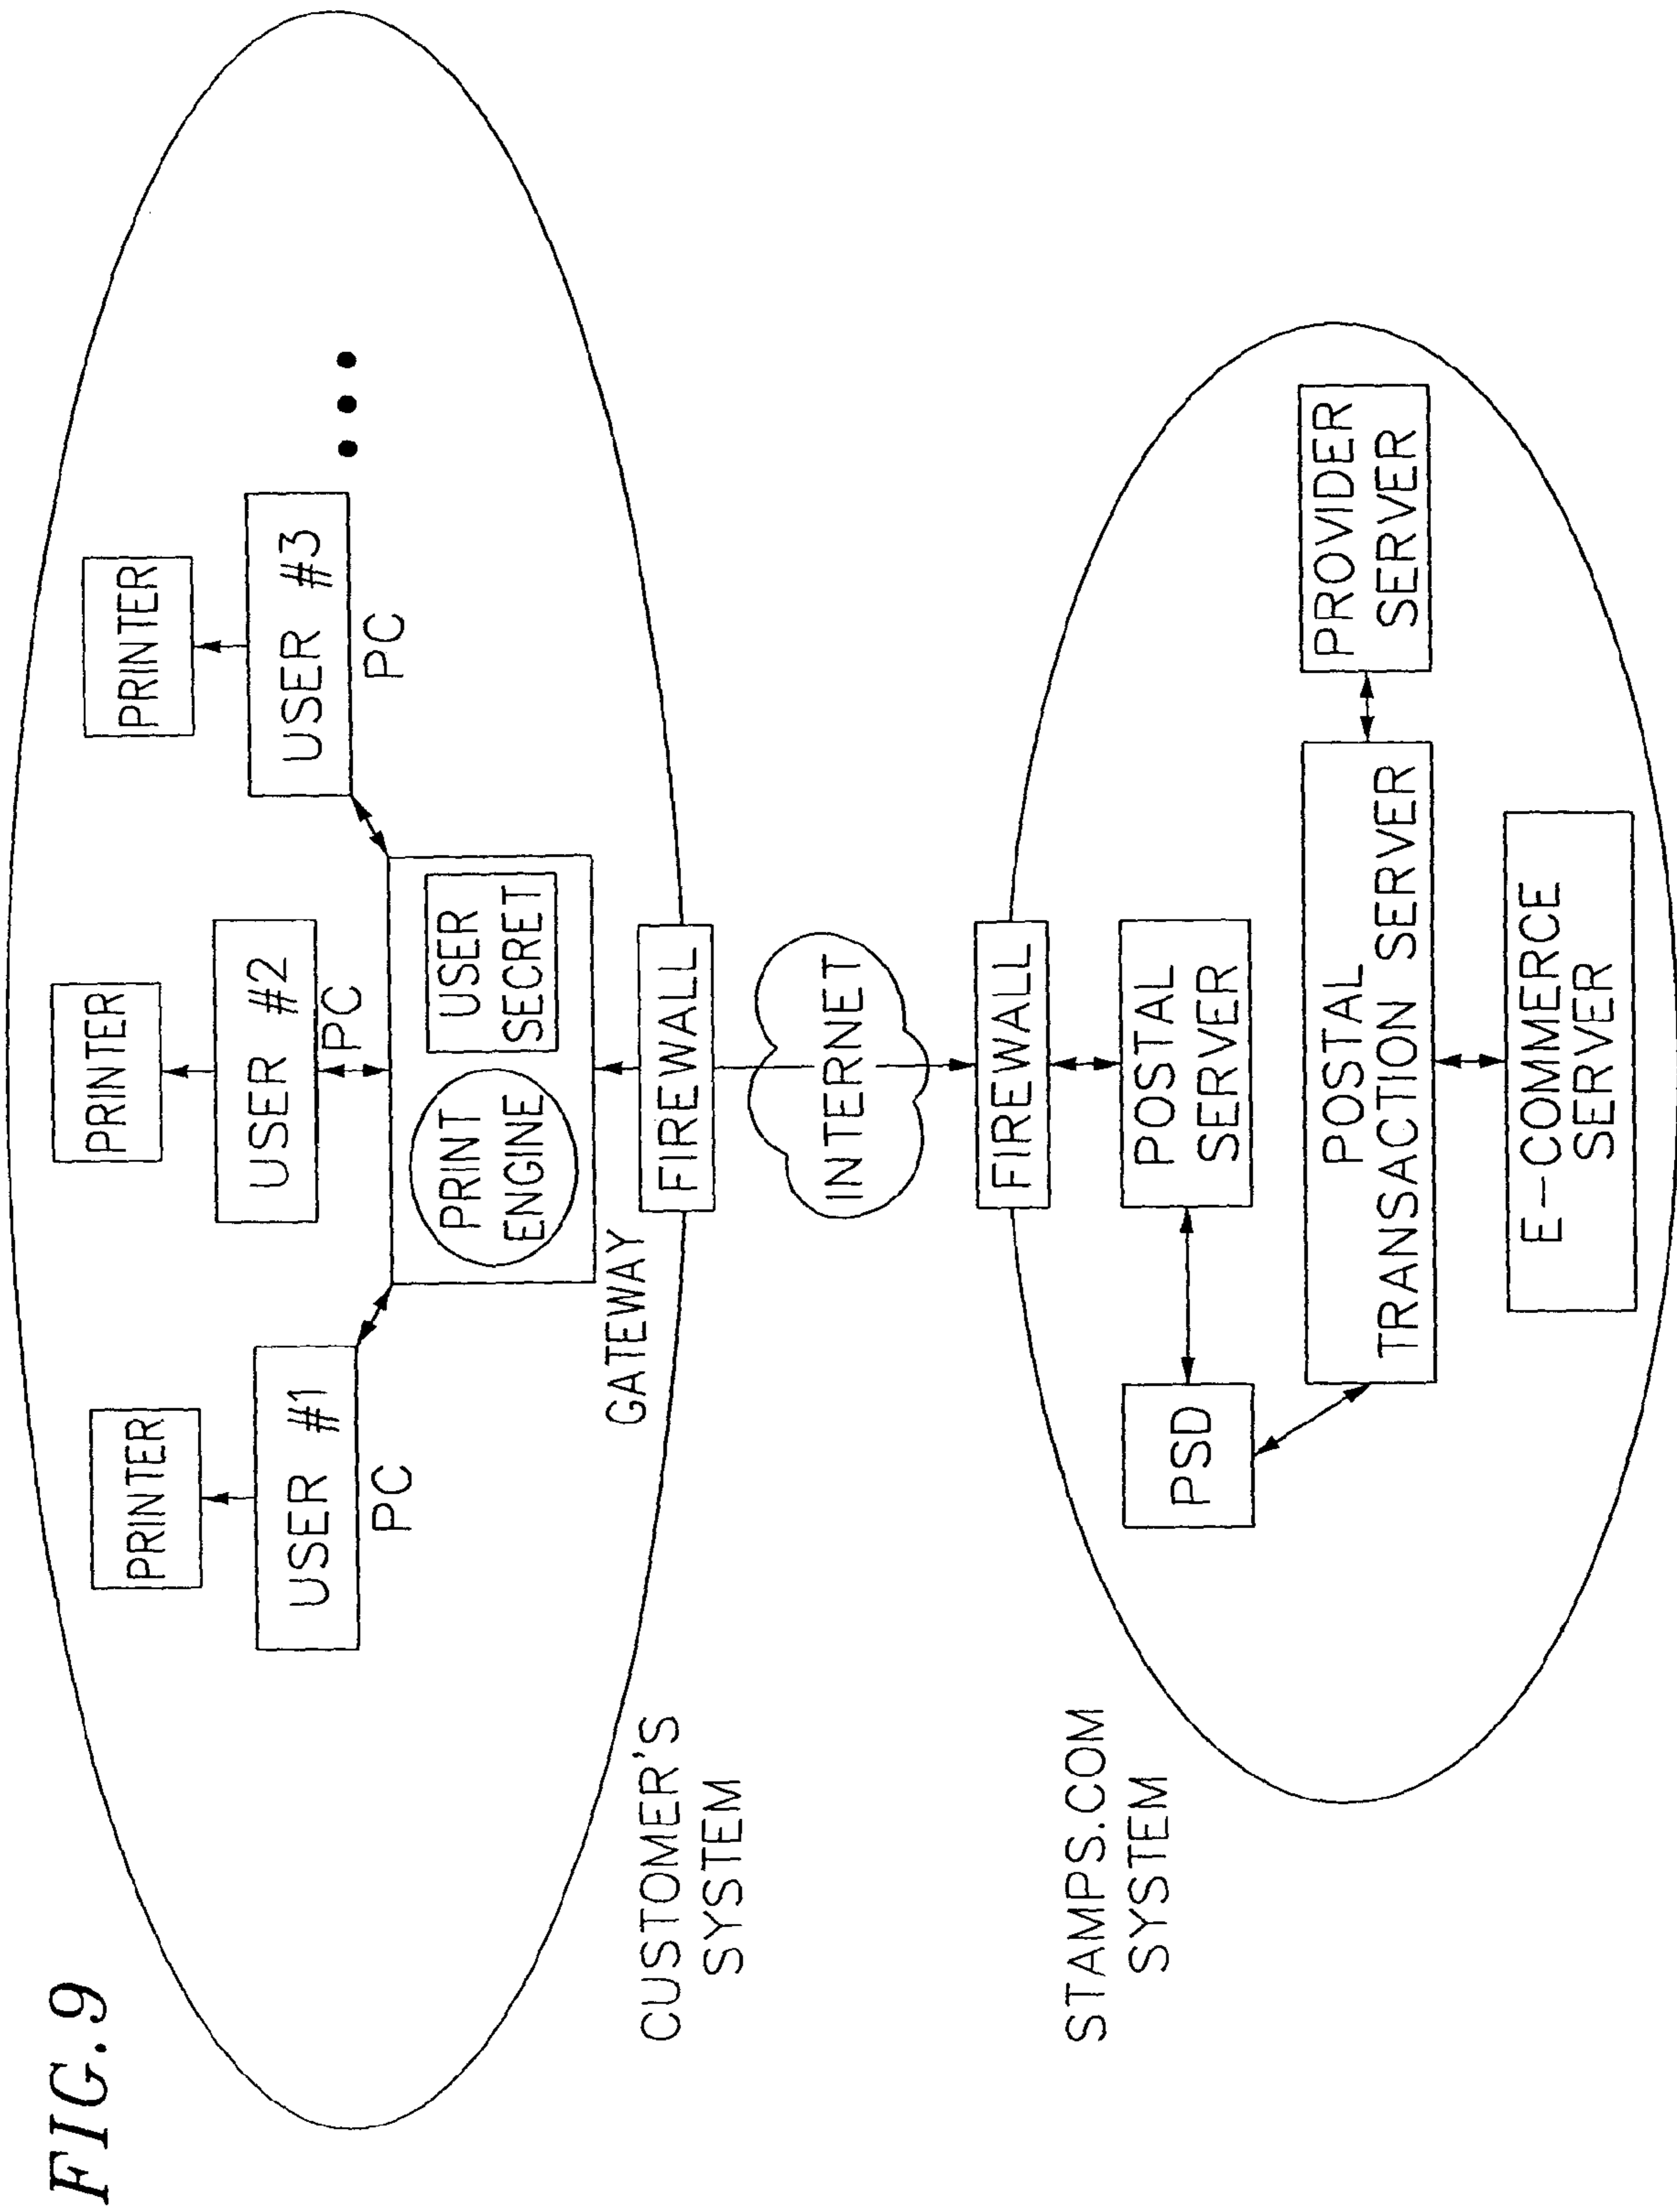 FIG.9
PRINTER
PRINTER
PRINTER
USER #1
USER #2
USER #3
PC
PC
PC
PRINT
ENGINE
USER
SECRET
GATEWAY
CUSTOMER'S
SYSTEM
FIREWALL
INTERNET
STAMPS.COM
SYSTEM
FIREWALL
PSD
POSTAL
SERVER
POSTAL
TRANSACTION SERVER
PROVIDER
SERVER
E-COMMERCE
SERVER